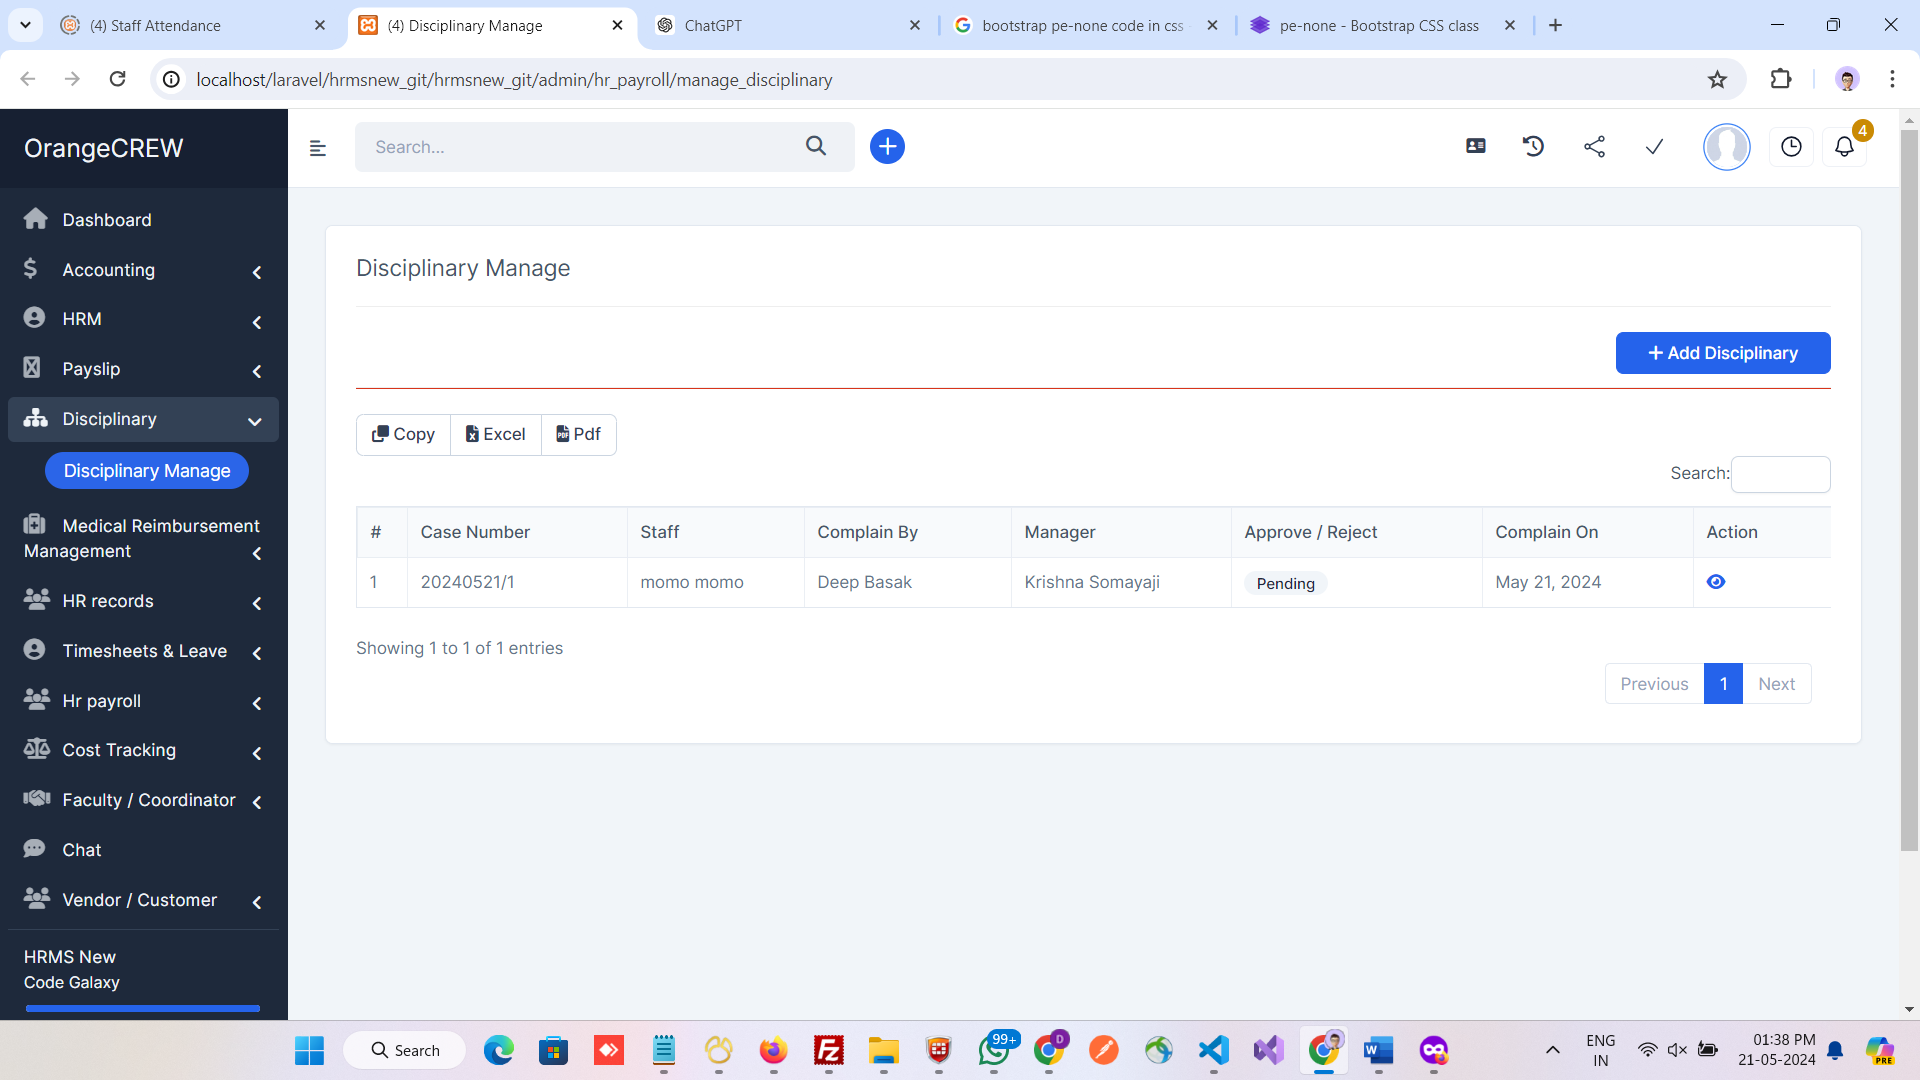 (4) Staff Attendance
(4) Disciplinary Manage
ChatGPT
bootstrap pe-none code in css
pe-none - Bootstrap CSS class
localhost/laravel/hrmsnew_git/hrmsnew_git/admin/hr_payroll/manage_disciplinary
OrangeCREW
Search...
4
Dashboard
Accounting
HRM
Payslip
Disciplinary
Disciplinary Manage
Medical Reimbursement
Management
HR records
Timesheets & Leave
Hr payroll
Cost Tracking
Faculty / Coordinator
Chat
Vendor / Customer
HRMS New
Code Galaxy
Disciplinary Manage
+ Add Disciplinary
Copy Excel Pdf
Search:
# Case Number Staff Complain By Manager Approve / Reject Complain On Action
1 20240521/1 momo momo Deep Basak Krishna Somayaji Pending May 21, 2024
Showing 1 to 1 of 1 entries
Previous 1 Next
Search
99+
D
ENG
IN
01:38 PM
21-05-2024
PRE